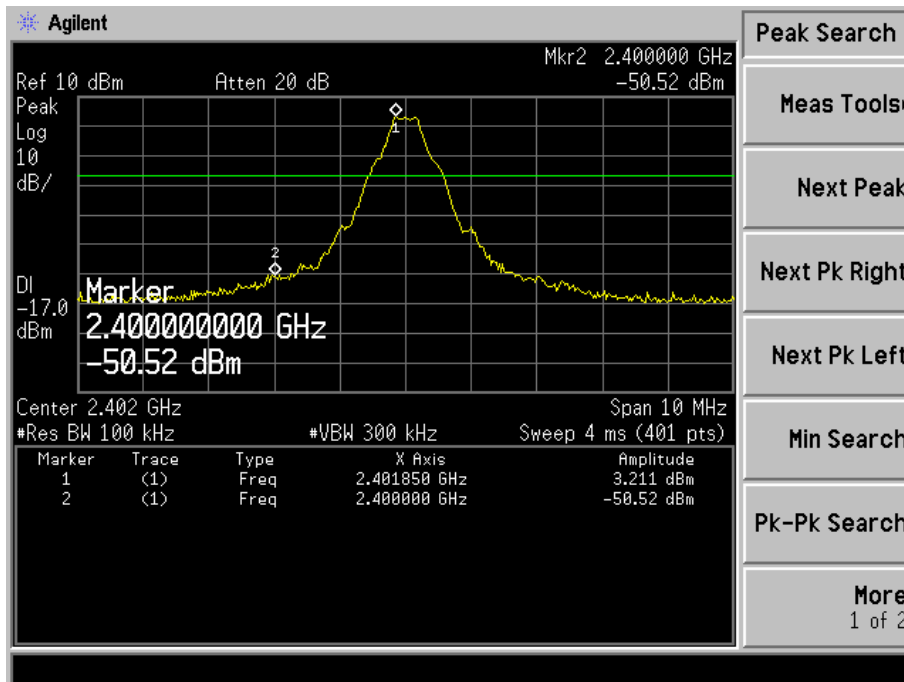 Agilent
Peak Search
Mkr2 2.400000 GHz
Ref 10 dBm Atten 20 dB -50.52 dBm
Peak
Log
10
dB/
1
2
DI
-17.0
dBm
Marker
2.400000000 GHz
-50.52 dBm
Center 2.402 GHz Span 10 MHz
#Res BW 100 kHz #VBW 300 kHz Sweep 4 ms (401 pts)
Marker Trace Type X Axis Amplitude
1 (1) Freq 2.401850 GHz 3.211 dBm
2 (1) Freq 2.400000 GHz -50.52 dBm
Meas Tools
Next Peak
Next Pk Right
Next Pk Left
Min Search
Pk-Pk Search
More
1 of 2